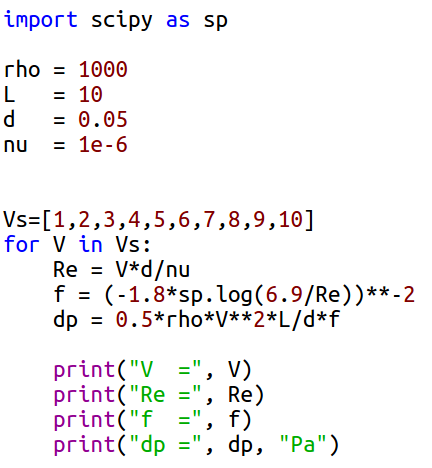 import scipy as sp

rho = 1000
L   = 10
d   = 0.05
nu  = 1e-6


Vs=[1,2,3,4,5,6,7,8,9,10]
for V in Vs:
    Re = V*d/nu
    f = (-1.8*sp.log(6.9/Re))**-2
    dp = 0.5*rho*V**2*L/d*f

    print("V  =", V)
    print("Re =", Re)
    print("f  =", f)
    print("dp =", dp, "Pa")